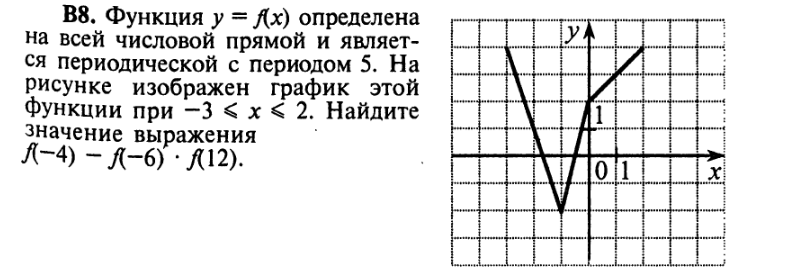 В8. Функция y = f(x) определена
на всей числовой прямой и являет-
ся периодической с периодом 5. На
рисунке изображен график этой
функции при −3 ⩽ x ⩽ 2. Найдите
значение выражения
f(−4) − f(−6) · f(12).
y
1
0 1
x